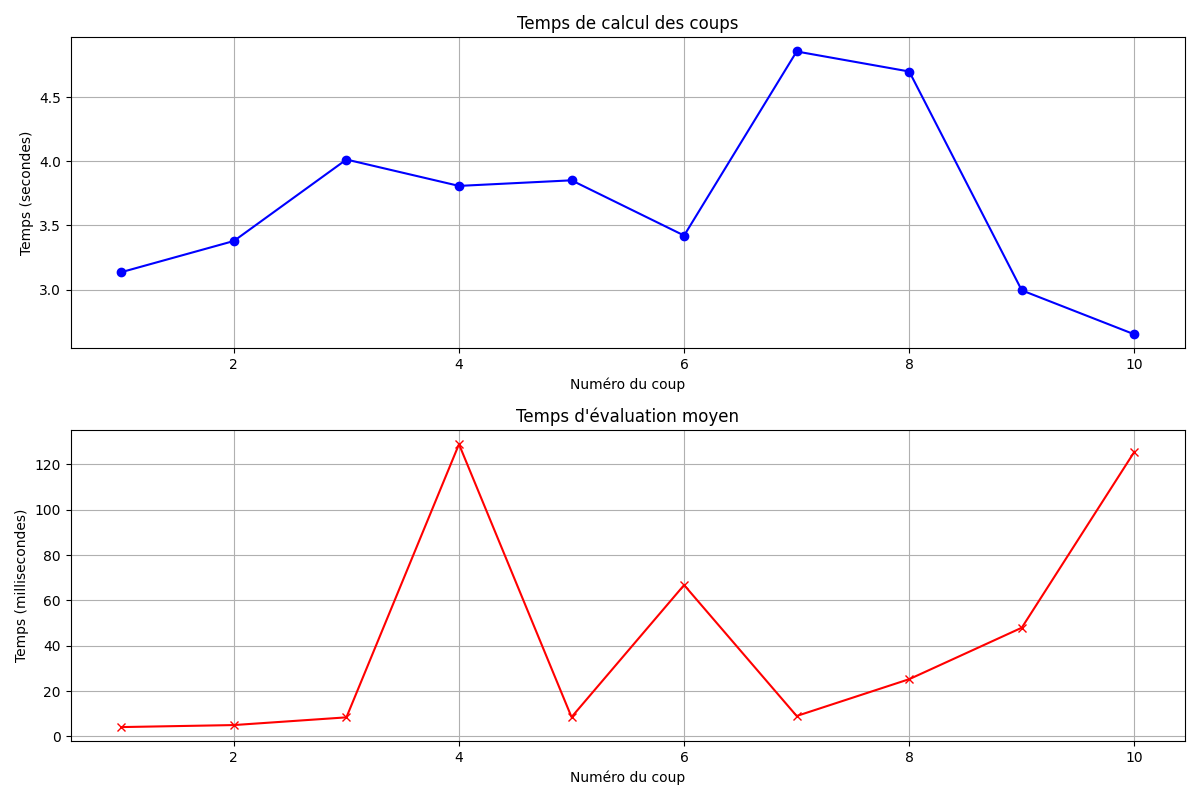 Temps de calcul des coups
Temps (secondes)
4.5
4.0
3.5
3.0
2 4 6 8 10
Numéro du coup
Temps d'évaluation moyen
Temps (millisecondes)
120
100
80
60
40
20
0
2 4 6 8 10
Numéro du coup